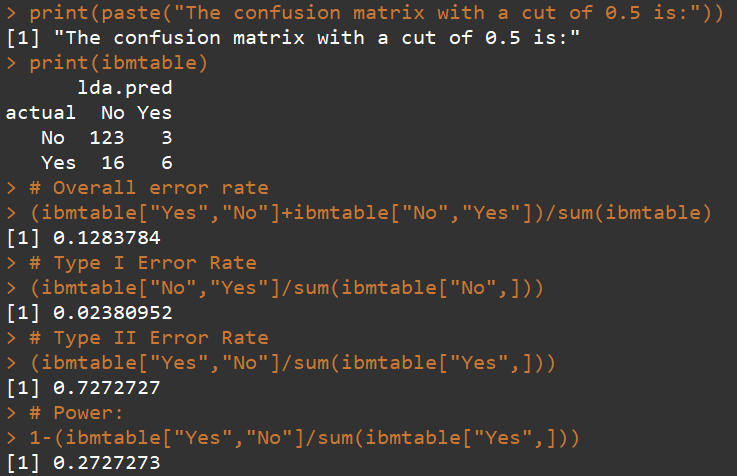 > print(paste("The confusion matrix with a cut of 0.5 is:"))
[1] "The confusion matrix with a cut of 0.5 is:"
> print(ibmtable)
      lda.pred
actual  No Yes
   No  123   3
   Yes  16   6
> # Overall error rate
> (ibmtable["Yes","No"]+ibmtable["No","Yes"])/sum(ibmtable)
[1] 0.1283784
> # Type I Error Rate
> (ibmtable["No","Yes"]/sum(ibmtable["No",]))
[1] 0.02380952
> # Type II Error Rate
> (ibmtable["Yes","No"]/sum(ibmtable["Yes",]))
[1] 0.7272727
> # Power:
> 1-(ibmtable["Yes","No"]/sum(ibmtable["Yes",]))
[1] 0.2727273